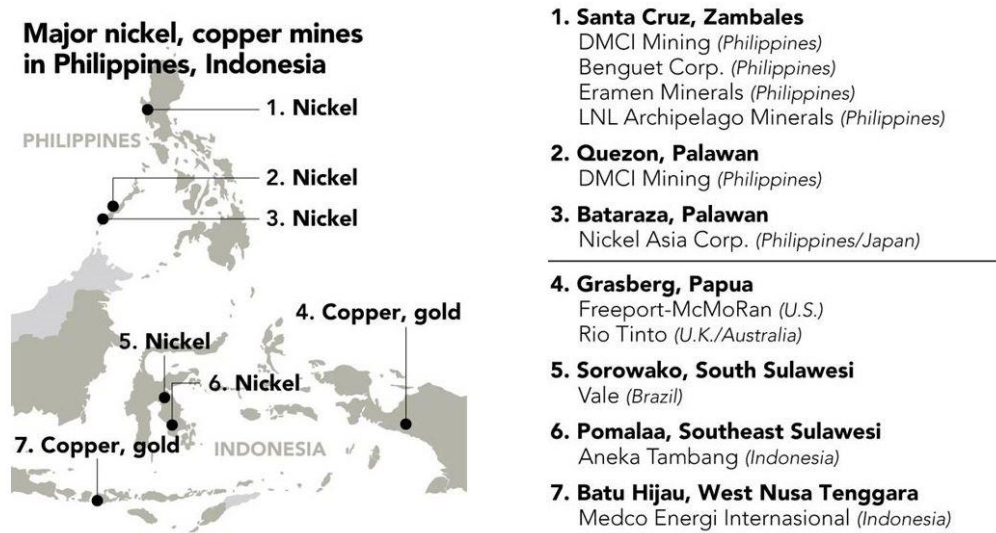 Major nickel, copper mines
in Philippines, Indonesia
1. Nickel
PHILIPPINES
2. Nickel
3. Nickel
4. Copper, gold
5. Nickel
6. Nickel
7. Copper, gold
INDONESIA
1. Santa Cruz, Zambales
DMCI Mining (Philippines)
Benguet Corp. (Philippines)
Eramen Minerals (Philippines)
LNL Archipelago Minerals (Philippines)
2. Quezon, Palawan
DMCI Mining (Philippines)
3. Bataraza, Palawan
Nickel Asia Corp. (Philippines/Japan)
4. Grasberg, Papua
Freeport-McMoRan (U.S.)
Rio Tinto (U.K./Australia)
5. Sorowako, South Sulawesi
Vale (Brazil)
6. Pomalaa, Southeast Sulawesi
Aneka Tambang (Indonesia)
7. Batu Hijau, West Nusa Tenggara
Medco Energi Internasional (Indonesia)